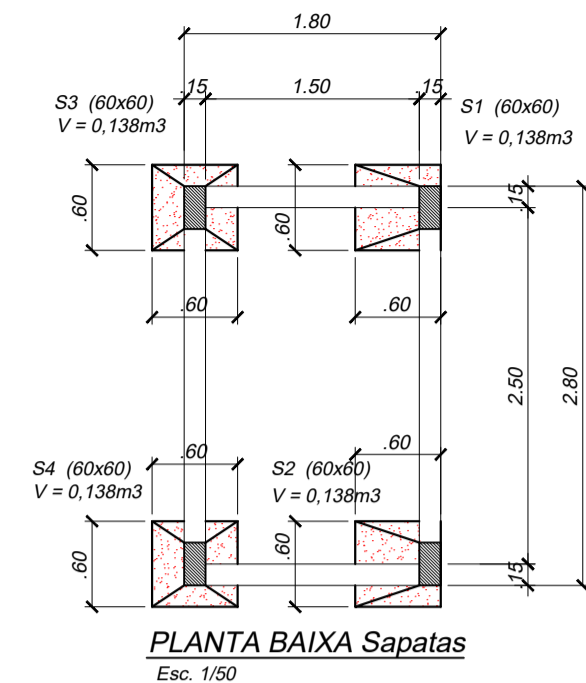 1.80
.15 1.50 .15
S3 (60x60)
V = 0,138m3
S1 (60x60)
V = 0,138m3
.60
.60
.15
.60
.60
2.50
2.80
.60
.60
S4 (60x60)
V = 0,138m3
S2 (60x60)
V = 0,138m3
.60
.60
.15
PLANTA BAIXA Sapatas
Esc. 1/50